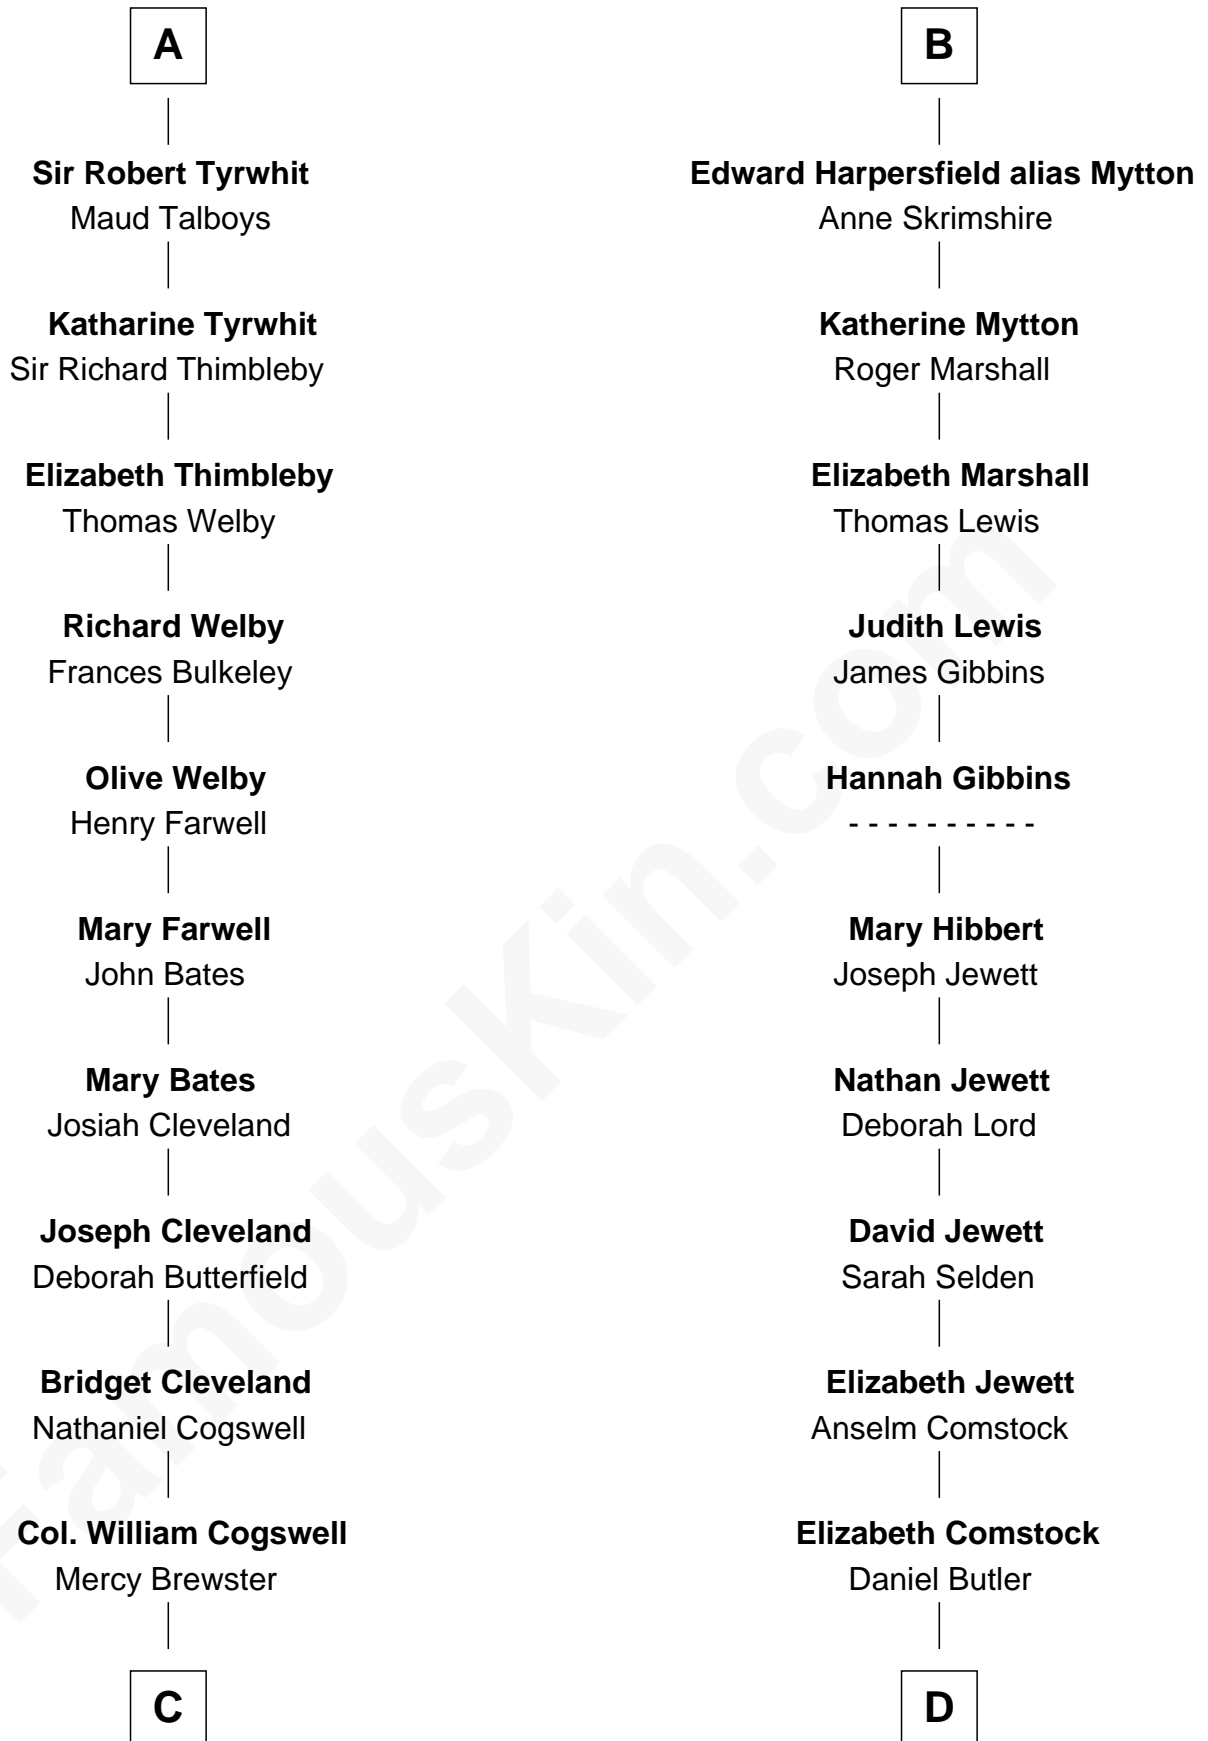 A
Sir Robert Tyrwhit
Maud Talboys
Katharine Tyrwhit
Sir Richard Thimbleby
Elizabeth Thimbleby
Thomas Welby
Richard Welby
Frances Bulkeley
Olive Welby
Henry Farwell
Mary Farwell
John Bates
Mary Bates
Josiah Cleveland
Joseph Cleveland
Deborah Butterfield
Bridget Cleveland
Nathaniel Cogswell
Col. William Cogswell
Mercy Brewster
C
B
Edward Harpersfield alias Mytton
Anne Skrimshire
Katherine Mytton
Roger Marshall
Elizabeth Marshall
Thomas Lewis
Judith Lewis
James Gibbins
Hannah Gibbins
- - - - - - - - - -
Mary Hibbert
Joseph Jewett
Nathan Jewett
Deborah Lord
David Jewett
Sarah Selden
Elizabeth Jewett
Anselm Comstock
Elizabeth Comstock
Daniel Butler
D
FamousKin.com